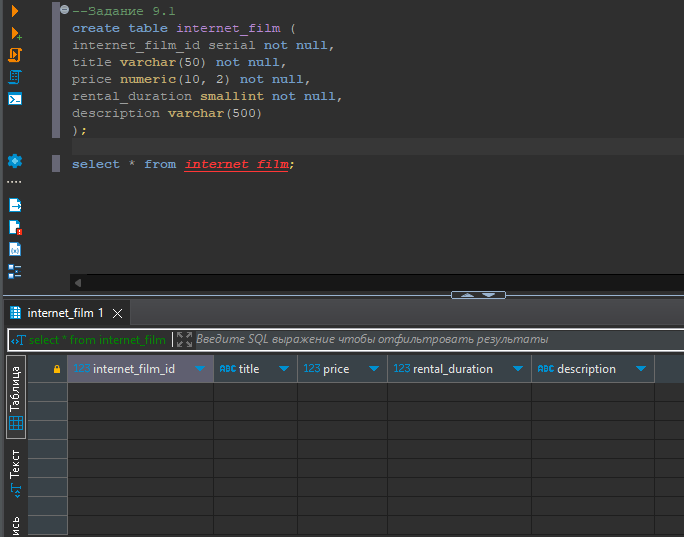 --Задание 9.1
create table internet_film (
internet_film_id serial not null,
title varchar(50) not null,
price numeric(10, 2) not null,
rental_duration smallint not null,
description varchar(500)
);
select * from internet_film;
internet_film 1
select * from internet_film
Введите SQL выражение чтобы отфильтровать результаты
123 internet_film_id
ABC title
123 price
123 rental_duration
ABC description
Таблица
Текст